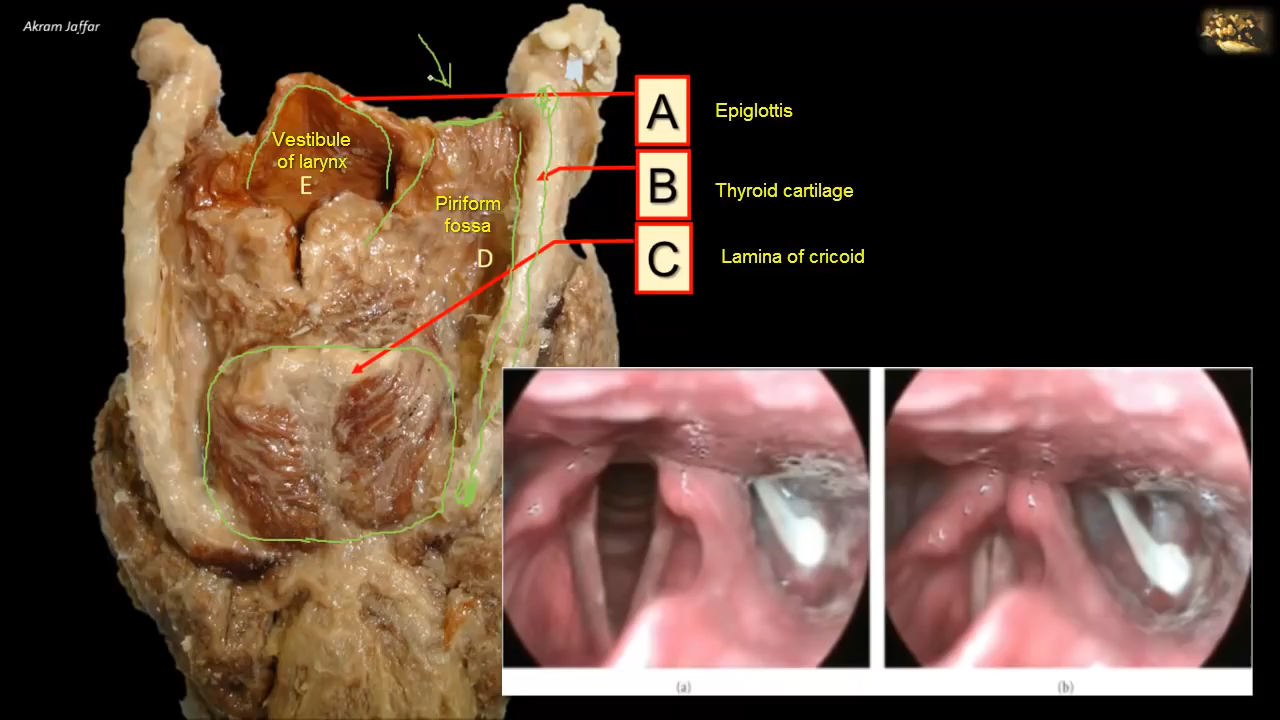 Akram Jaffar
A
Epiglottis
Vestibule
of larynx
E
B
Thyroid cartilage
Piriform
fossa
D
C
Lamina of cricoid
(a)
(b)